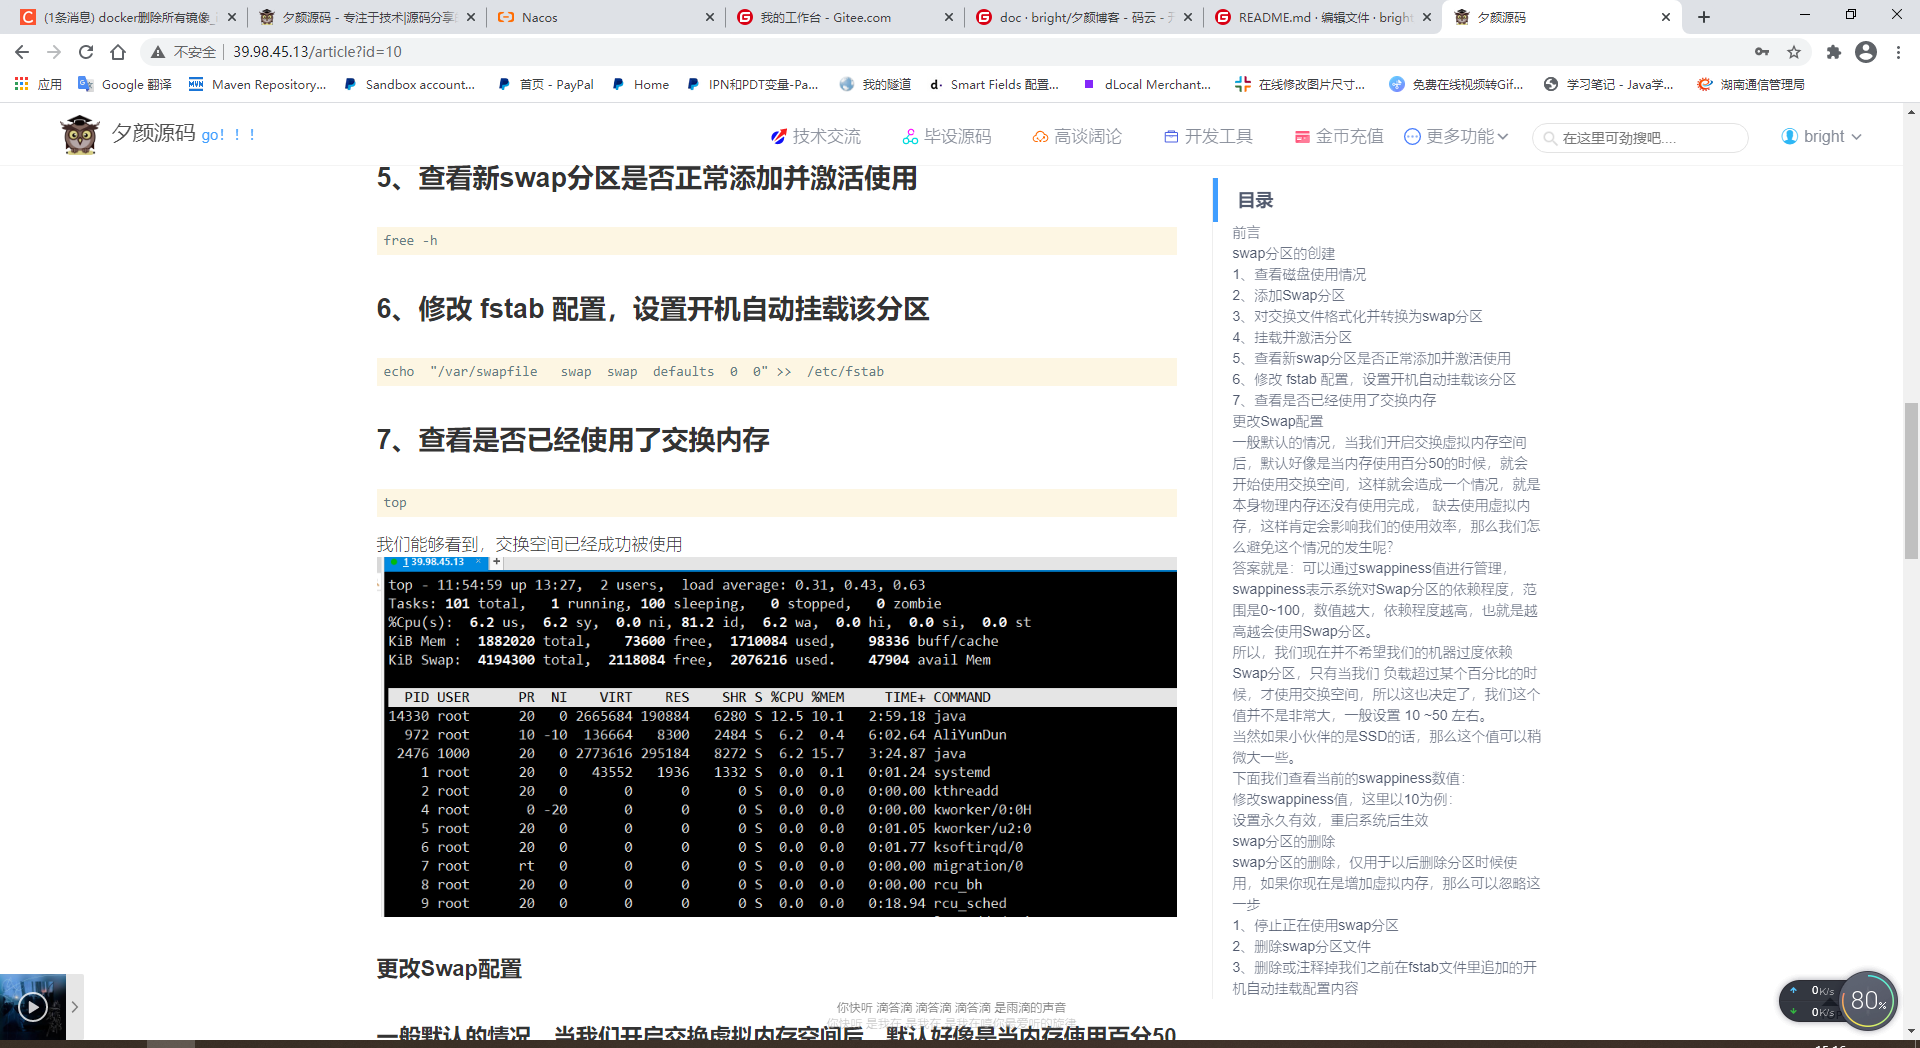 (1条消息) docker删除所有镜像
夕颜源码 - 专注于技术|源码分享
Nacos
我的工作台 - Gitee.com
doc · bright/夕颜博客 - 码云 -
README.md · 编辑文件 · bright
夕颜源码
不安全 39.98.45.13/article?id=10
应用
Google 翻译
Maven Repository...
Sandbox account...
首页 - PayPal
Home
IPN和PDT变量-Pa...
我的隧道
d· Smart Fields 配置...
dLocal Merchant...
在线修改图片尺寸...
免费在线视频转Gif...
学习笔记 - Java学...
湖南通信管理局
夕颜源码 go！！！
技术交流
毕设源码
高谈阔论
开发工具
金币充值
更多功能
在这里可劲搜吧....
bright
5、查看新swap分区是否正常添加并激活使用
free -h
6、修改 fstab 配置，设置开机自动挂载该分区
echo  "/var/swapfile   swap  swap  defaults  0  0" >>  /etc/fstab
7、查看是否已经使用了交换内存
top
我们能够看到，交换空间已经成功被使用
1 39.98.45.13 × +
top - 11:54:59 up 13:27,  2 users,  load average: 0.31, 0.43, 0.63
Tasks: 101 total,   1 running, 100 sleeping,   0 stopped,   0 zombie
%Cpu(s):  6.2 us,  6.2 sy,  0.0 ni, 81.2 id,  6.2 wa,  0.0 hi,  0.0 si,  0.0 st
KiB Mem :  1882020 total,    73600 free,  1710084 used,    98336 buff/cache
KiB Swap:  4194300 total,  2118084 free,  2076216 used.    47904 avail Mem
PID USER      PR  NI    VIRT    RES    SHR S %CPU %MEM     TIME+ COMMAND
14330 root      20   0 2665684 190884   6280 S 12.5 10.1   2:59.18 java
972 root      10 -10  136664   8300   2484 S  6.2  0.4   6:02.64 AliYunDun
2476 1000      20   0 2773616 295184   8272 S  6.2 15.7   3:24.87 java
1 root      20   0   43552   1936   1332 S  0.0  0.1   0:01.24 systemd
2 root      20   0       0      0      0 S  0.0  0.0   0:00.00 kthreadd
4 root       0 -20       0      0      0 S  0.0  0.0   0:00.00 kworker/0:0H
5 root      20   0       0      0      0 S  0.0  0.0   0:01.05 kworker/u2:0
6 root      20   0       0      0      0 S  0.0  0.0   0:01.77 ksoftirqd/0
7 root      rt   0       0      0      0 S  0.0  0.0   0:00.00 migration/0
8 root      20   0       0      0      0 S  0.0  0.0   0:00.00 rcu_bh
9 root      20   0       0      0      0 S  0.0  0.0   0:18.94 rcu_sched
更改Swap配置
一般默认的情况，当我们开启交换虚拟内存空间后，默认好像是当内存使用百分50
目录
前言
swap分区的创建
1、查看磁盘使用情况
2、添加Swap分区
3、对交换文件格式化并转换为swap分区
4、挂载并激活分区
5、查看新swap分区是否正常添加并激活使用
6、修改 fstab 配置，设置开机自动挂载该分区
7、查看是否已经使用了交换内存
更改Swap配置
一般默认的情况，当我们开启交换虚拟内存空间
后，默认好像是当内存使用百分50的时候，就会
开始使用交换空间，这样就会造成一个情况，就是
本身物理内存还没有使用完成， 缺去使用虚拟内
存，这样肯定会影响我们的使用效率，那么我们怎
么避免这个情况的发生呢？
答案就是：可以通过swappiness值进行管理，
swappiness表示系统对Swap分区的依赖程度，范
围是0~100，数值越大，依赖程度越高，也就是越
高越会使用Swap分区。
所以，我们现在并不希望我们的机器过度依赖
Swap分区，只有当我们 负载超过某个百分比的时
候，才使用交换空间，所以这也决定了，我们这个
值并不是非常大，一般设置 10 ~50 左右。
当然如果小伙伴的是SSD的话，那么这个值可以稍
微大一些。
下面我们查看当前的swappiness数值：
修改swappiness值，这里以10为例：
设置永久有效，重启系统后生效
swap分区的删除
swap分区的删除，仅用于以后删除分区时候使
用，如果你现在是增加虚拟内存，那么可以忽略这
一步
1、停止正在使用swap分区
2、删除swap分区文件
3、删除或注释掉我们之前在fstab文件里追加的开
机自动挂载配置内容
你快听 滴答滴 滴答滴 滴答滴 是雨滴的声音
0K/s
0K/s
80%